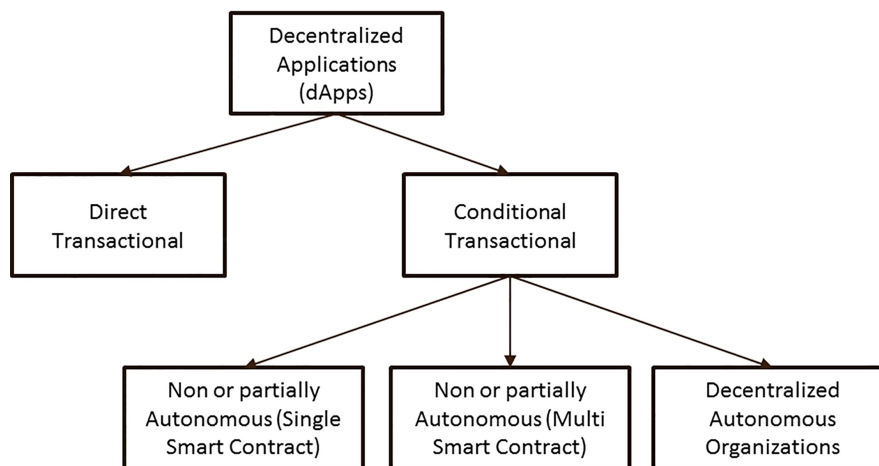 Decentralized
Applications
(dApps)
Direct
Transactional
Conditional
Transactional
Non or partially
Autonomous (Single
Smart Contract)
Non or partially
Autonomous (Multi
Smart Contract)
Decentralized
Autonomous
Organizations